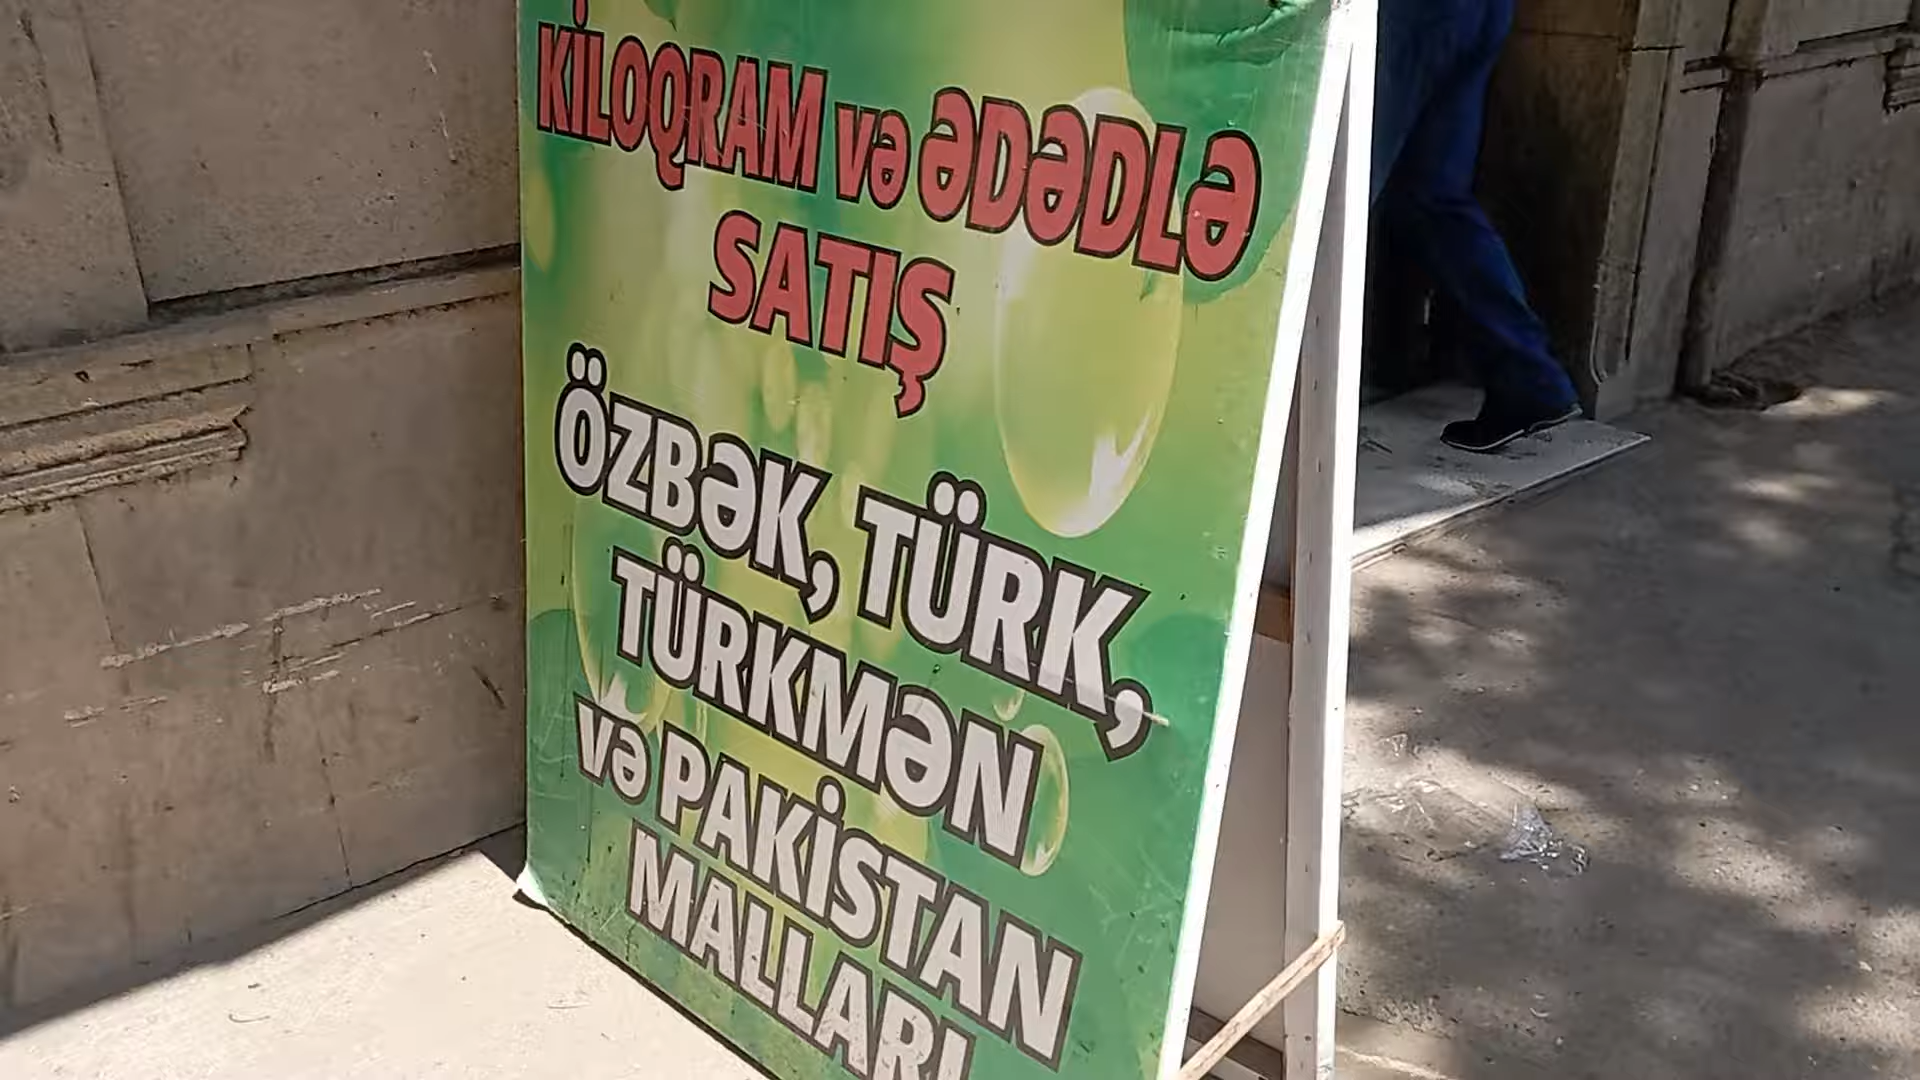 KİLOQRAM və ƏDƏDLƏ
SATIŞ
ÖZBƏK, TÜRK,
TÜRKMƏN
və PAKİSTAN
MALLARI